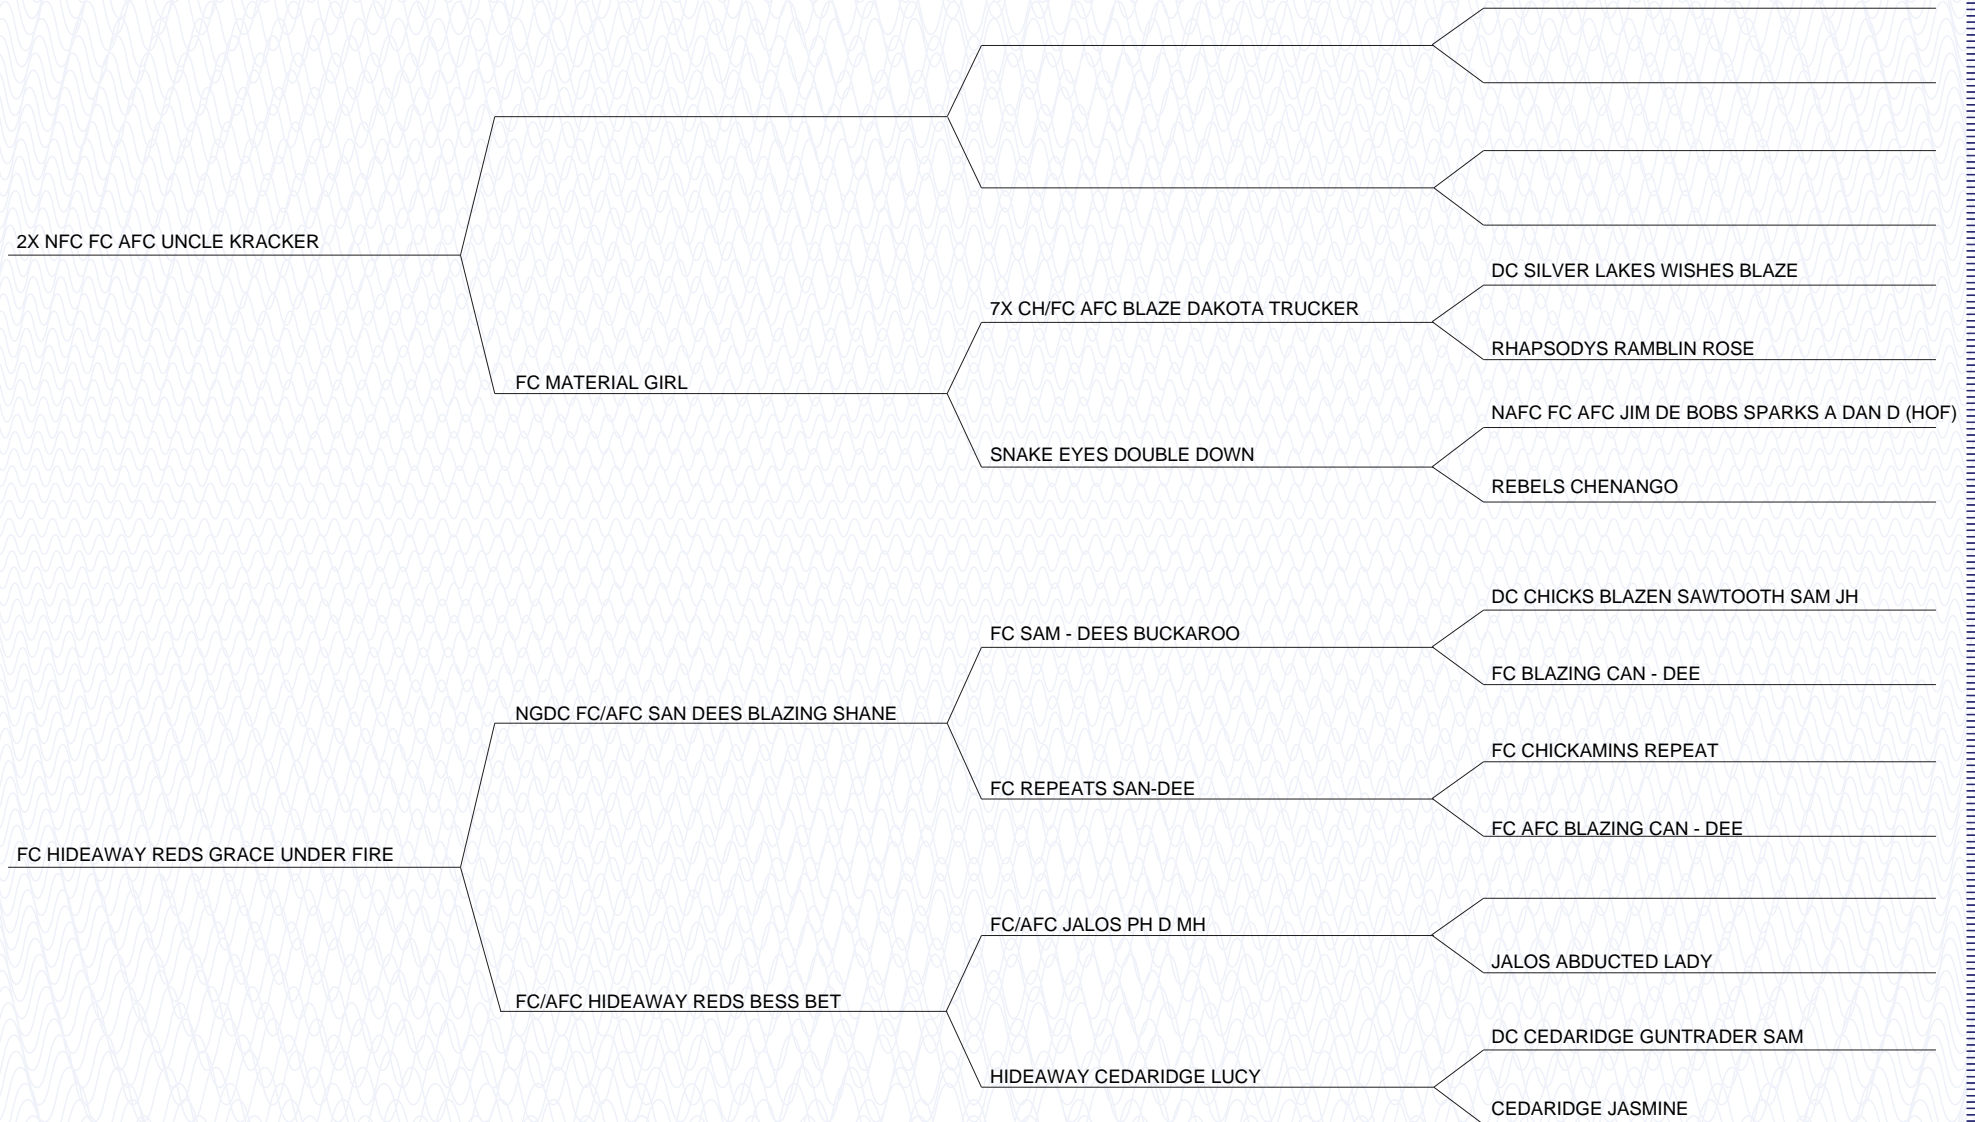 DC SILVER LAKES WISHES BLAZE
2X NFC FC AFC UNCLE KRACKER
7X CH/FC AFC BLAZE DAKOTA TRUCKER
RHAPSODYS RAMBLIN ROSE
FC MATERIAL GIRL
NAFC FC AFC JIM DE BOBS SPARKS A DAN D (HOF)
SNAKE EYES DOUBLE DOWN
REBELS CHENANGO
DC CHICKS BLAZEN SAWTOOTH SAM JH
FC SAM - DEES BUCKAROO
FC BLAZING CAN - DEE
NGDC FC/AFC SAN DEES BLAZING SHANE
FC CHICKAMINS REPEAT
FC REPEATS SAN-DEE
FC AFC BLAZING CAN - DEE
FC HIDEAWAY REDS GRACE UNDER FIRE
FC/AFC JALOS PH D MH
JALOS ABDUCTED LADY
FC/AFC HIDEAWAY REDS BESS BET
DC CEDARIDGE GUNTRADER SAM
HIDEAWAY CEDARIDGE LUCY
CEDARIDGE JASMINE